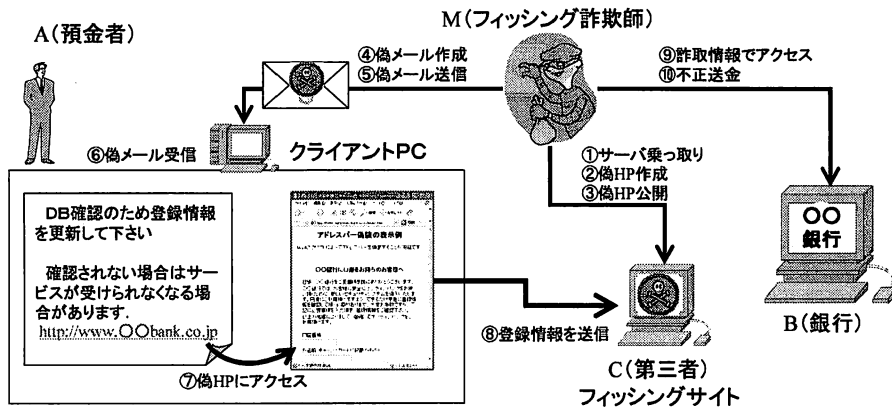 M(フィッシング詐欺師)
A(預金者)
④偽メール作成
⑤偽メール送信
⑨詐取情報でアクセス
⑩不正送金
⑥偽メール受信
クライアントPC
①サーバ乗っ取り
②偽HP作成
③偽HP公開
DB確認のため登録情報
を更新して下さい
確認されない場合はサー
ビスが受けられなくなる場
合があります.
http://www.○○bank.co.jp
アドレスバー偽装の表示例
⑦偽HPにアクセス
⑧登録情報を送信
○○
銀行
B(銀行)
C(第三者)
フィッシングサイト